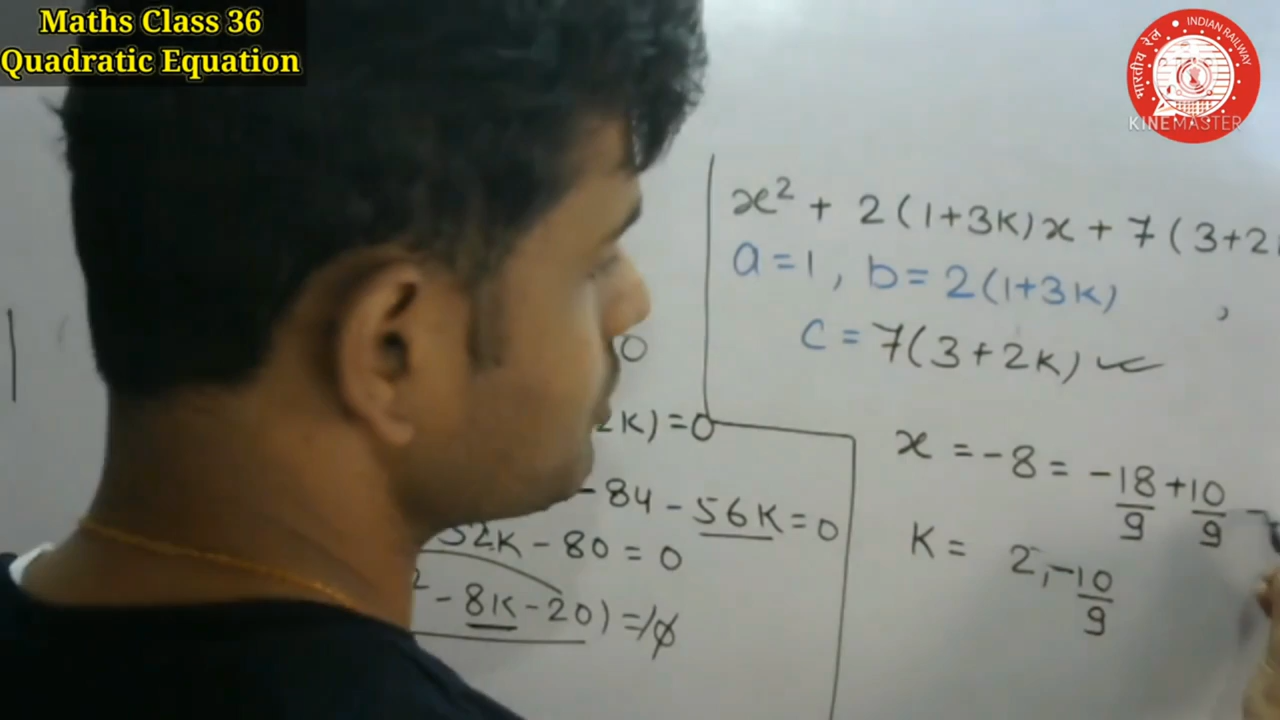 Maths Class 36
Quadratic Equation
भारतीय रेल INDIAN RAILWAY
KINEMASTER
x² + 2(1+3K)x + 7(3+2
a=1, b=2(1+3K) ,
c = 7(3+2K)
0
2K)=0
-84 - 56K=0
32K - 80 = 0
² - 8K - 20) = 0
x = -8 = -18/9 + 10/9 -
K = 2, -10/9